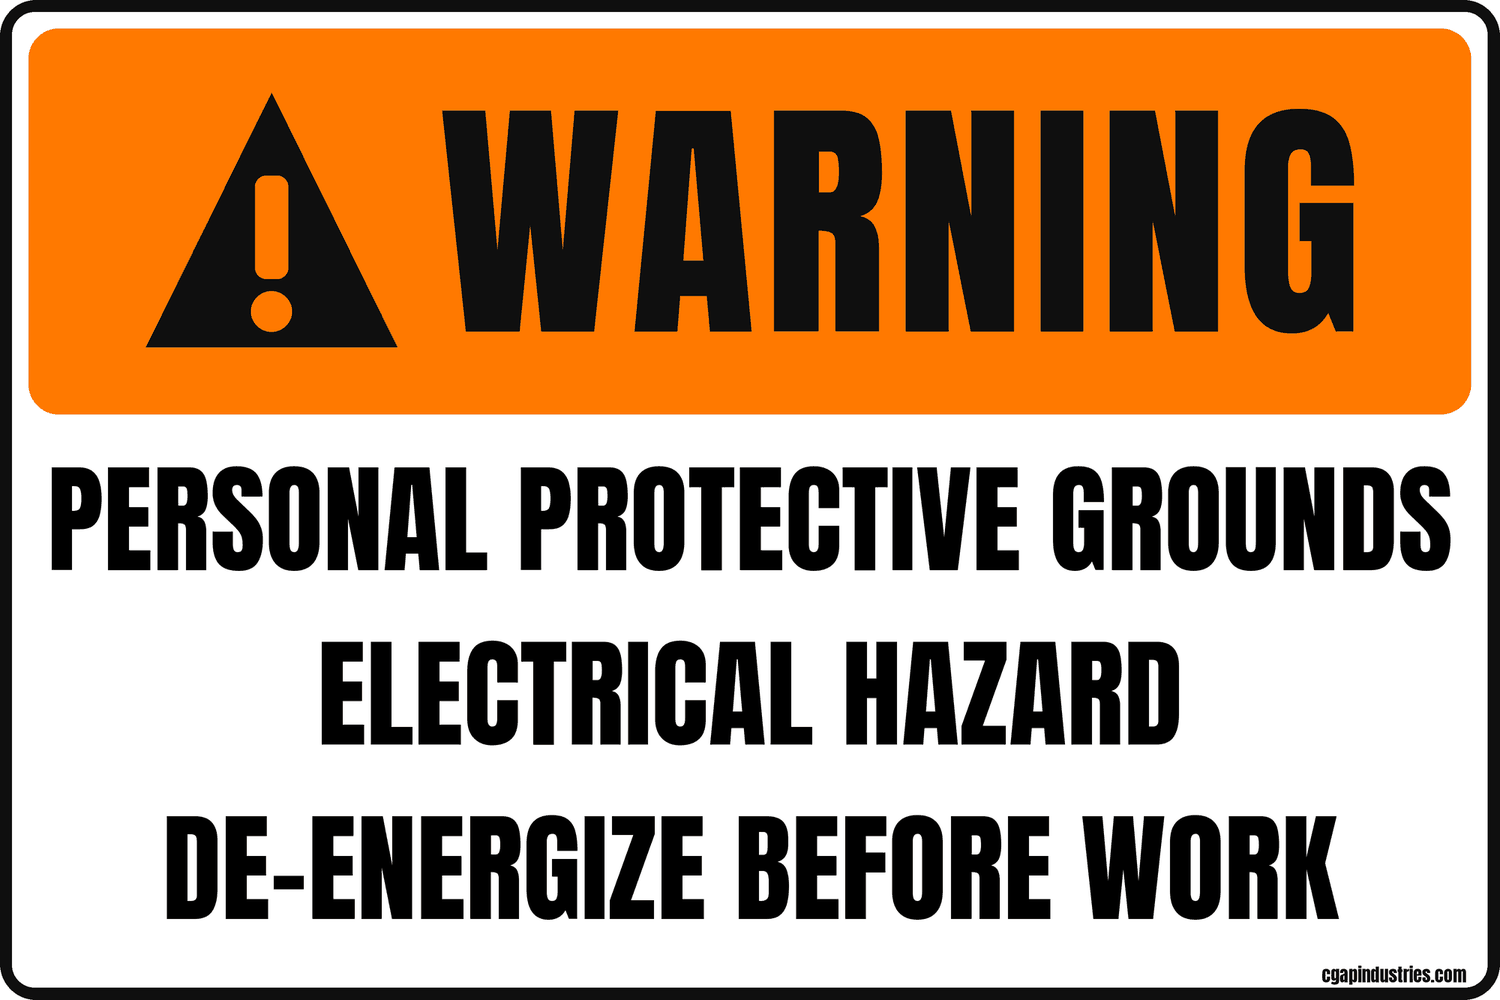 WARNING
PERSONAL PROTECTIVE GROUNDS
ELECTRICAL HAZARD
DE-ENERGIZE BEFORE WORK
cgapindustries.com